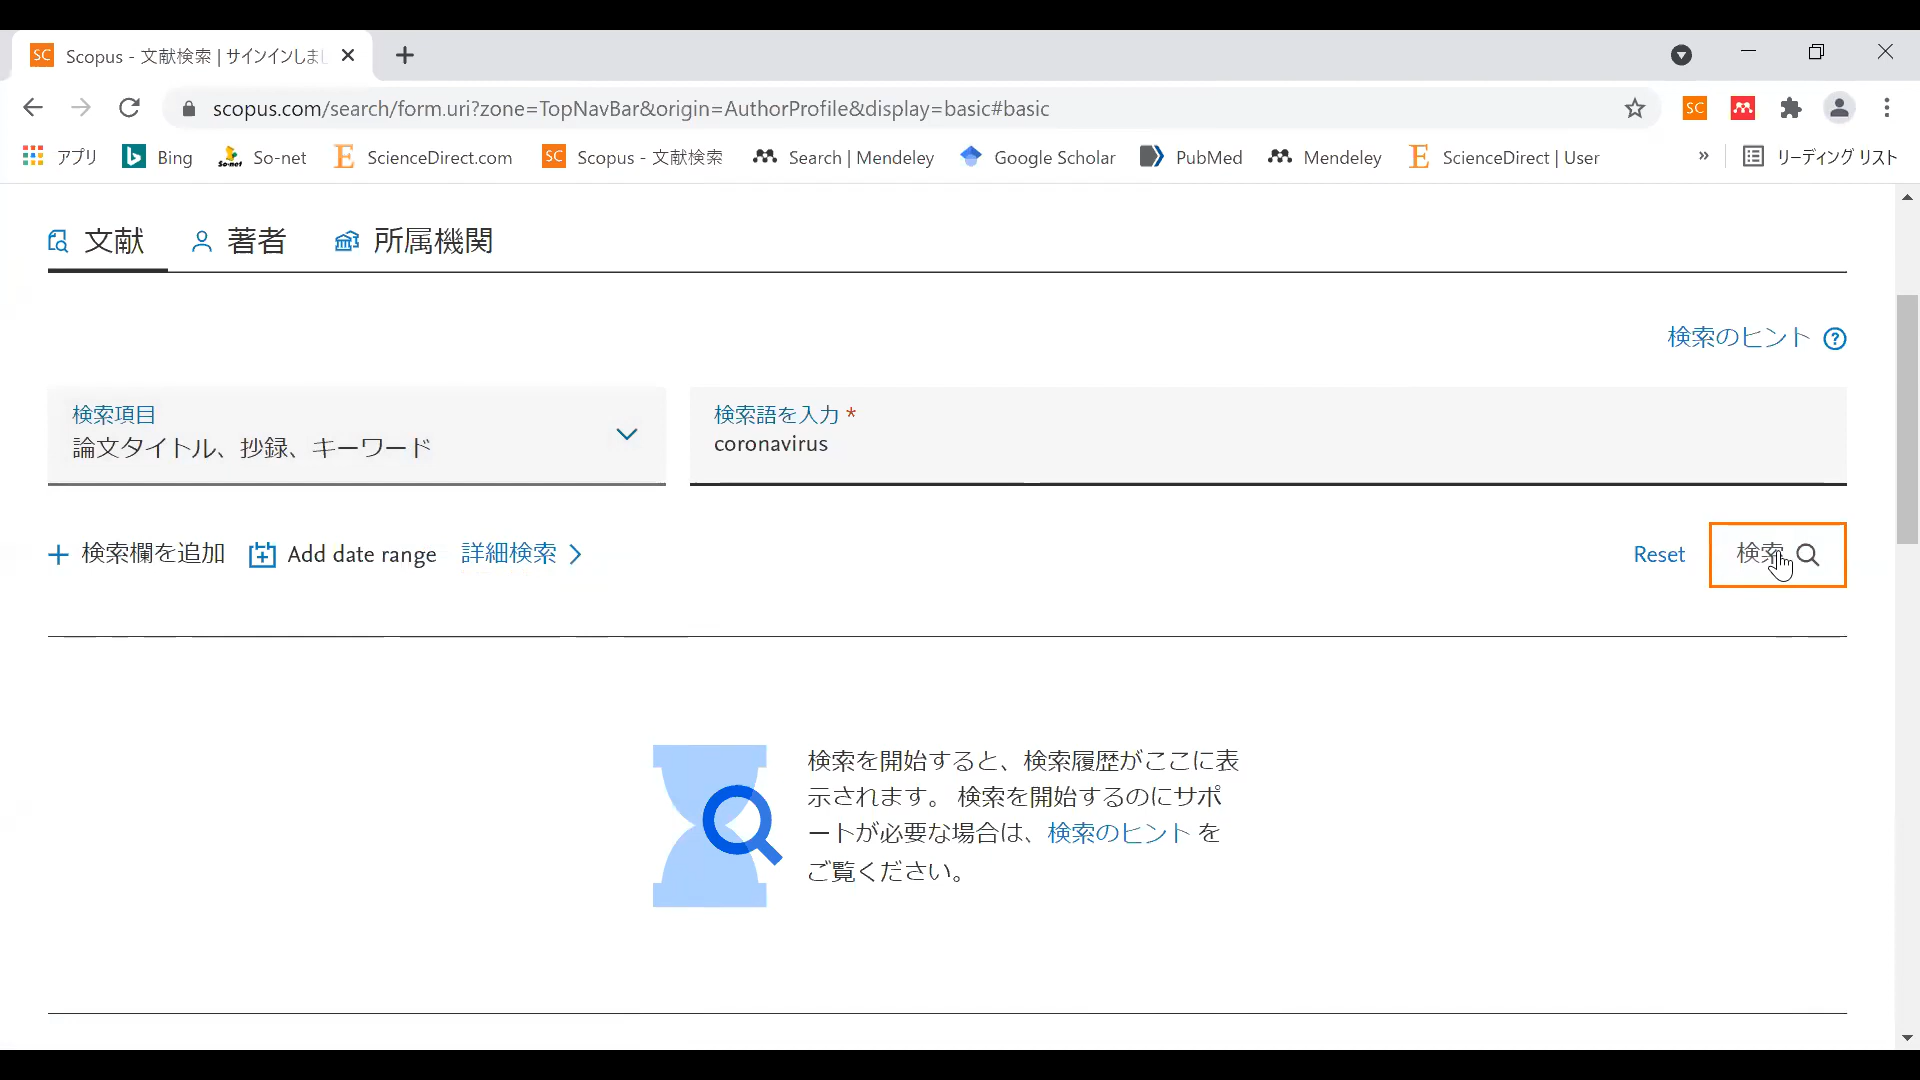 SC Scopus - 文献検索 | サインインしまし
scopus.com/search/form.uri?zone=TopNavBar&origin=AuthorProfile&display=basic#basic SC
アプリ Bing So-net ScienceDirect.com SC Scopus - 文献検索 Search | Mendeley Google Scholar PubMed Mendeley ScienceDirect | User » リーディング リスト
文献 著者 所属機関
検索のヒント ?
検索項目
論文タイトル、抄録、キーワード
検索語を入力 *
coronavirus
+ 検索欄を追加 Add date range 詳細検索 > Reset 検索
検索を開始すると、検索履歴がここに表
示されます。 検索を開始するのにサポ
ートが必要な場合は、検索のヒント を
ご覧ください。